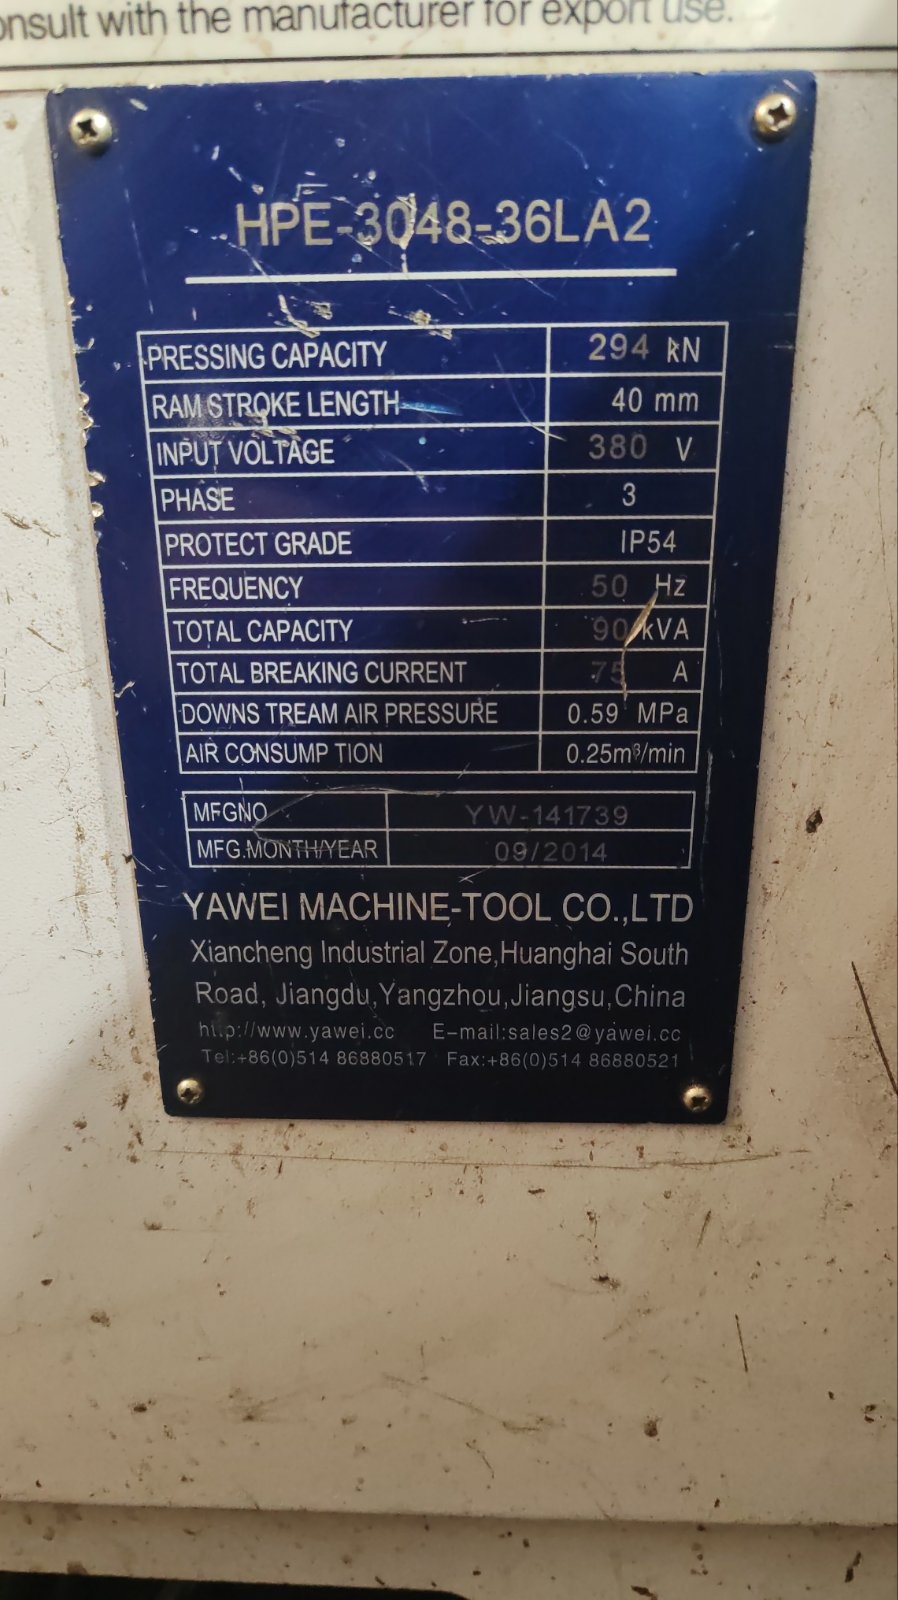 onsult with the manufacturer for export use.
HPE-3048-36LA2
PRESSING CAPACITY 294 kN
RAM STROKE LENGTH 40 mm
INPUT VOLTAGE 380 V
PHASE 3
PROTECT GRADE IP54
FREQUENCY 50 Hz
TOTAL CAPACITY 90 kVA
TOTAL BREAKING CURRENT 75 A
DOWNS TREAM AIR PRESSURE 0.59 MPa
AIR CONSUMP TION 0.25m³/min
MFGNO YW-141739
MFG.MONTH/YEAR 09/2014
YAWEI MACHINE-TOOL CO.,LTD
Xiancheng Industrial Zone,Huanghai South
Road, Jiangdu,Yangzhou,Jiangsu,China
http://www.yawei.cc E-mail:sales2@yawei.cc
Tel:+86(0)514 86880517 Fax:+86(0)514 86880521